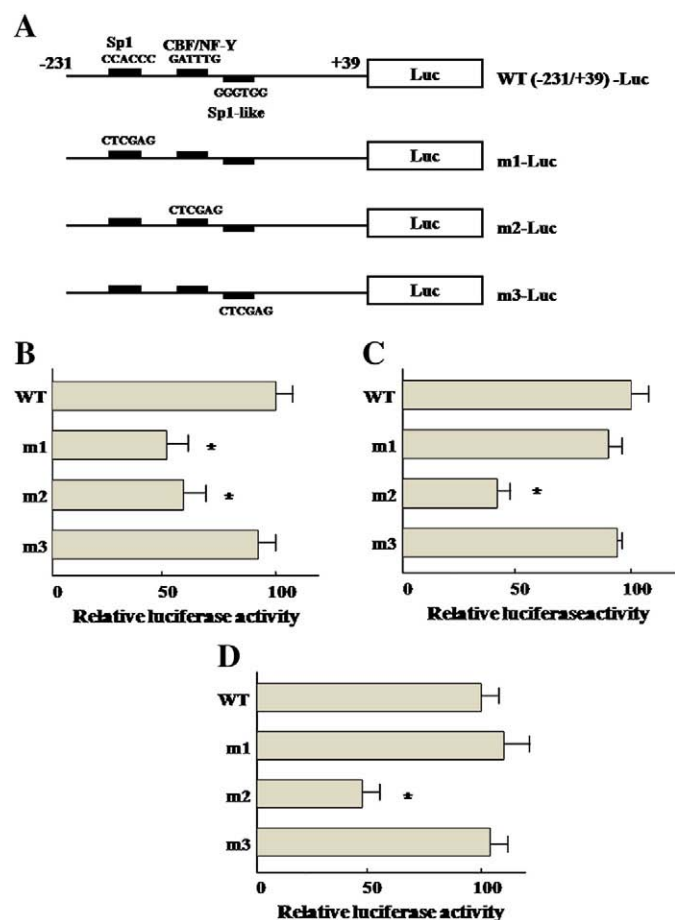 A
Sp1 CBF/NF-Y
-231 CCACCC GATTTG +39 Luc WT (-231/+39) -Luc
GGGTGG
Sp1-like
CTCGAG
Luc m1-Luc
CTCGAG
Luc m2-Luc
Luc m3-Luc
CTCGAG
B
WT
m1 *
m2 *
m3
0 50 100
Relative luciferase activity
C
WT
m1
m2 *
m3
0 50 100
Relative luciferaseactivity
D
WT
m1
m2 *
m3
0 50 100
Relative luciferase activity